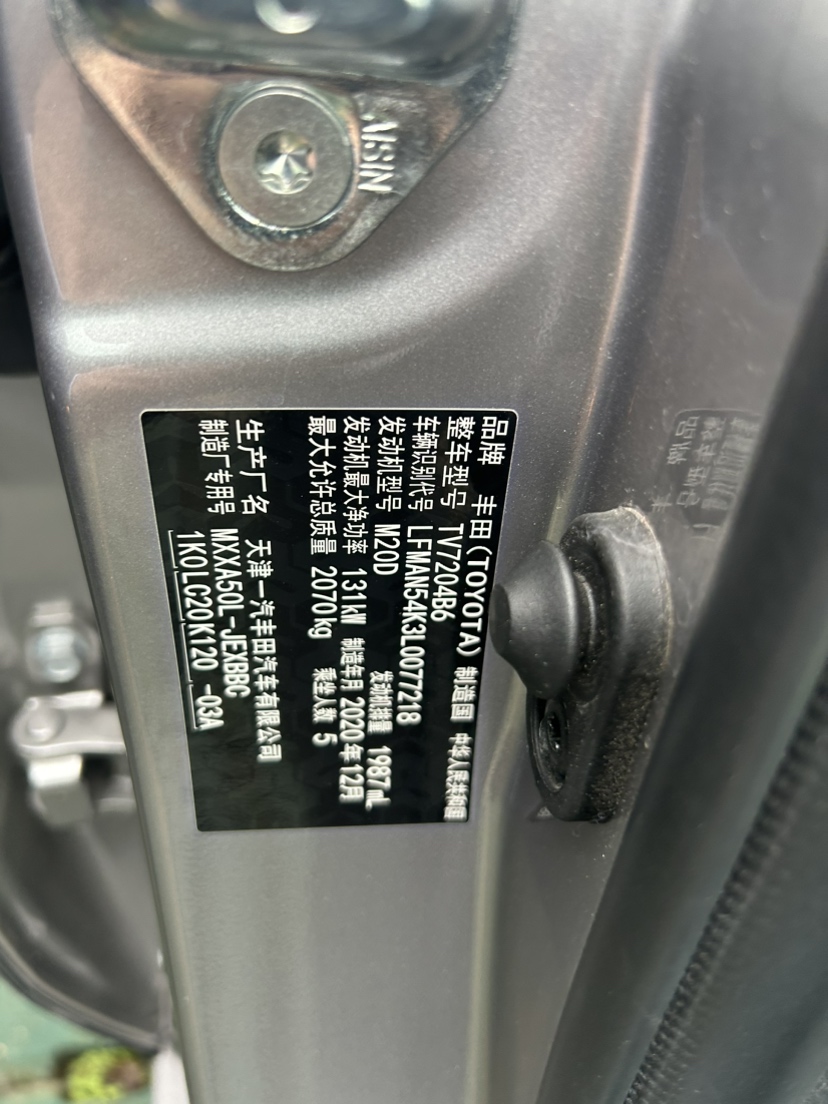 AISIN
品牌 丰田(TOYOTA) 制造国 中华人民共和国
整车型号 TV7204B6
车辆识别代号 LFMAN54K3L0077218
发动机型号 M20D 发动机排量 1987mL
发动机最大净功率 131kW 制造年月 2020年12月
最大允许总质量 2070kg 乘坐人数 5
生产厂名 天津一汽丰田汽车有限公司
制造厂专用号 MXXA50L-JEXBBC
1K0LC20K120 -03A